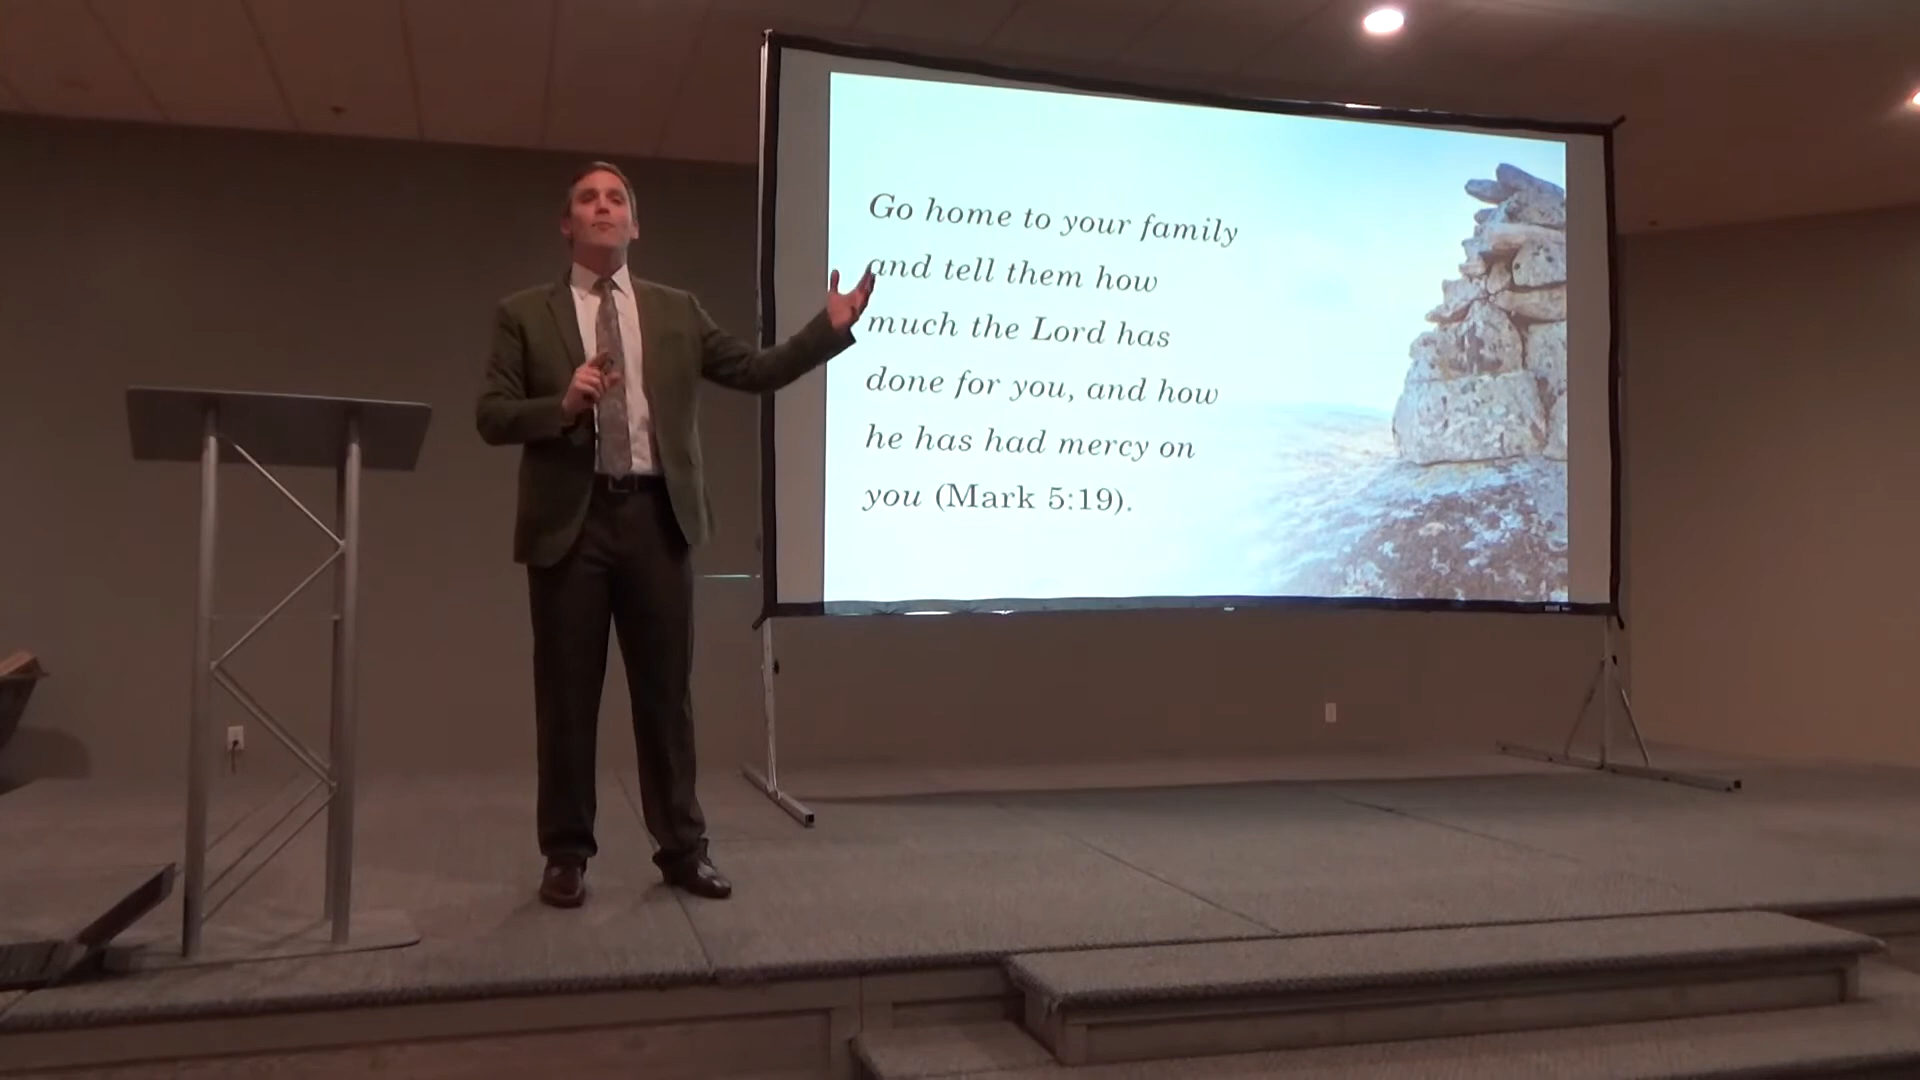 Go home to your family
and tell them how
much the Lord has
done for you, and how
he has had mercy on
you (Mark 5:19).